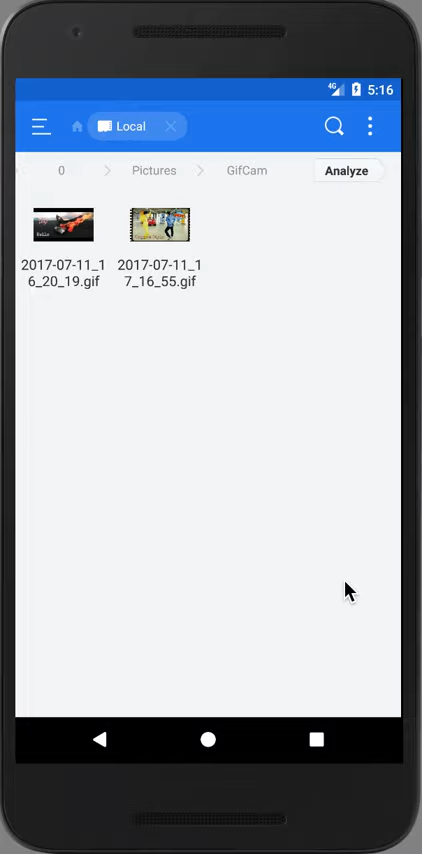 4G 5:16
Local
0 Pictures GifCam Analyze
2017-07-11_1
6_20_19.gif
2017-07-11_1
7_16_55.gif